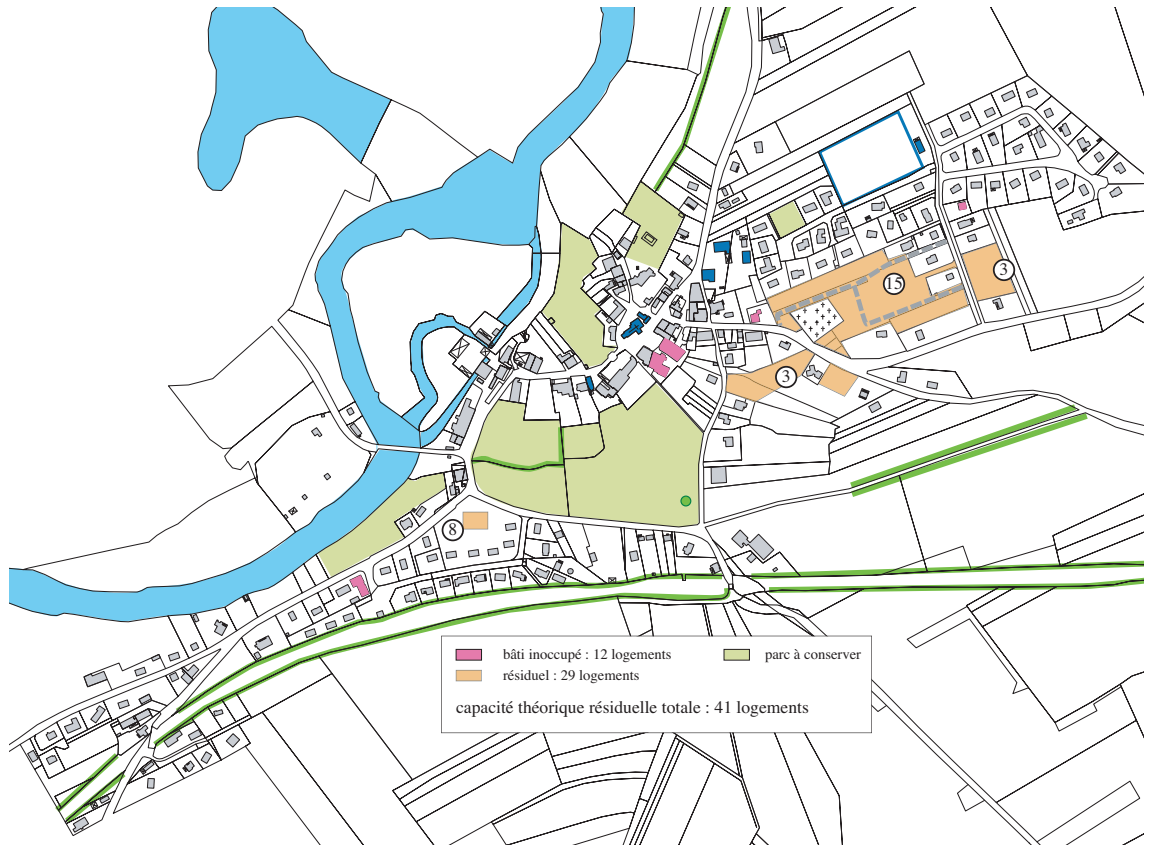 3
15
3
8
bâti inoccupé : 12 logements
parc à conserver
résiduel : 29 logements
capacité théorique résiduelle totale : 41 logements